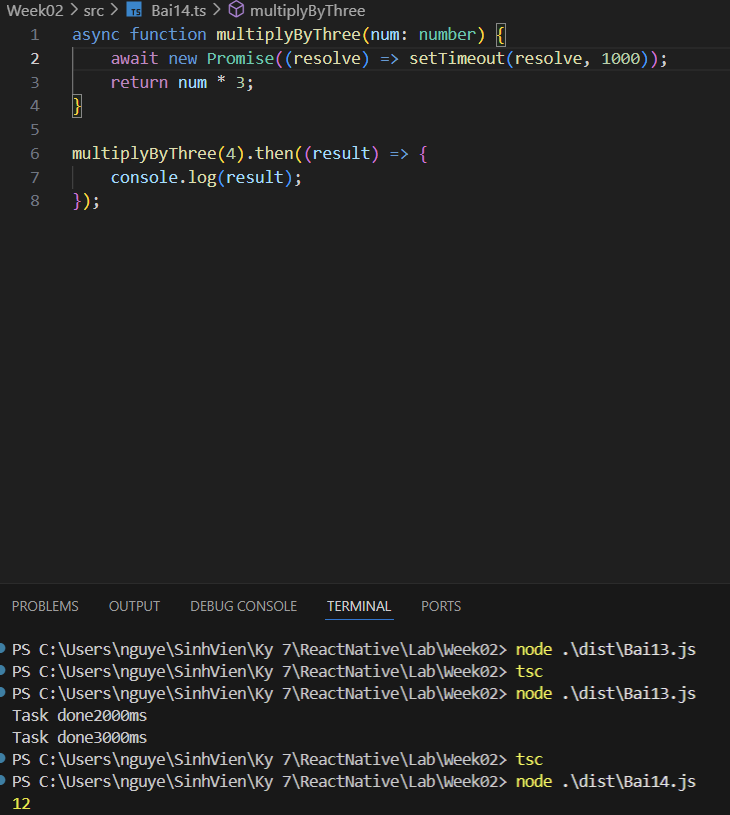 Week02 > src > TS Bai14.ts > multiplyByThree
1 async function multiplyByThree(num: number) {
2 await new Promise((resolve) => setTimeout(resolve, 1000));
3 return num * 3;
4 }
5
6 multiplyByThree(4).then((result) => {
7 console.log(result);
8 });
PROBLEMS OUTPUT DEBUG CONSOLE TERMINAL PORTS
PS C:\Users\nguye\SinhVien\Ky 7\ReactNative\Lab\Week02> node .\dist\Bai13.js
PS C:\Users\nguye\SinhVien\Ky 7\ReactNative\Lab\Week02> tsc
PS C:\Users\nguye\SinhVien\Ky 7\ReactNative\Lab\Week02> node .\dist\Bai13.js
Task done2000ms
Task done3000ms
PS C:\Users\nguye\SinhVien\Ky 7\ReactNative\Lab\Week02> tsc
PS C:\Users\nguye\SinhVien\Ky 7\ReactNative\Lab\Week02> node .\dist\Bai14.js
12